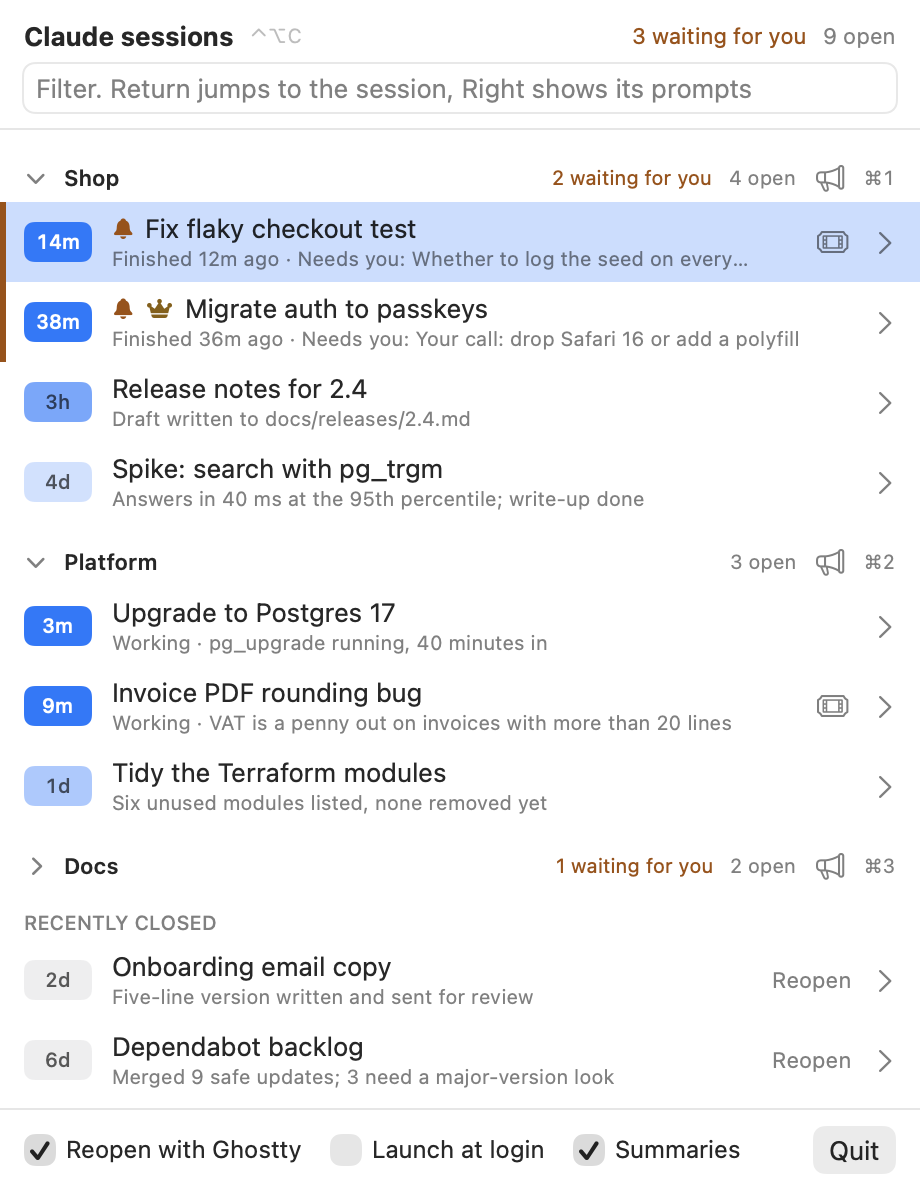 Claude sessions ⌃⌥C 3 waiting for you 9 open
Filter. Return jumps to the session, Right shows its prompts
Shop 2 waiting for you 4 open ⌘1
14m Fix flaky checkout test
Finished 12m ago · Needs you: Whether to log the seed on every…
38m Migrate auth to passkeys
Finished 36m ago · Needs you: Your call: drop Safari 16 or add a polyfill
3h Release notes for 2.4
Draft written to docs/releases/2.4.md
4d Spike: search with pg_trgm
Answers in 40 ms at the 95th percentile; write-up done
Platform 3 open ⌘2
3m Upgrade to Postgres 17
Working · pg_upgrade running, 40 minutes in
9m Invoice PDF rounding bug
Working · VAT is a penny out on invoices with more than 20 lines
1d Tidy the Terraform modules
Six unused modules listed, none removed yet
Docs 1 waiting for you 2 open ⌘3
RECENTLY CLOSED
2d Onboarding email copy Reopen
Five-line version written and sent for review
6d Dependabot backlog Reopen
Merged 9 safe updates; 3 need a major-version look
Reopen with Ghostty Launch at login Summaries Quit